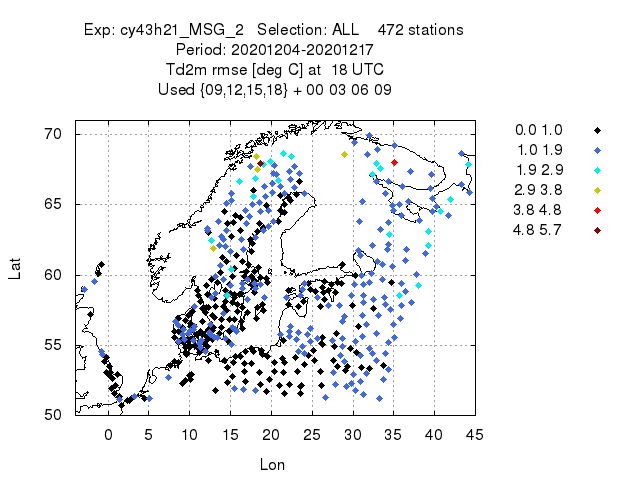 Exp: cy43h21_MSG_2   Selection: ALL    472 stations
Period: 20201204-20201217
Td2m rmse [deg C] at  18 UTC
Used {09,12,15,18} + 00 03 06 09
0.0 1.0
1.0 1.9
1.9 2.9
2.9 3.8
3.8 4.8
4.8 5.7
70
65
60
55
50
Lat
0 5 10 15 20 25 30 35 40 45
Lon